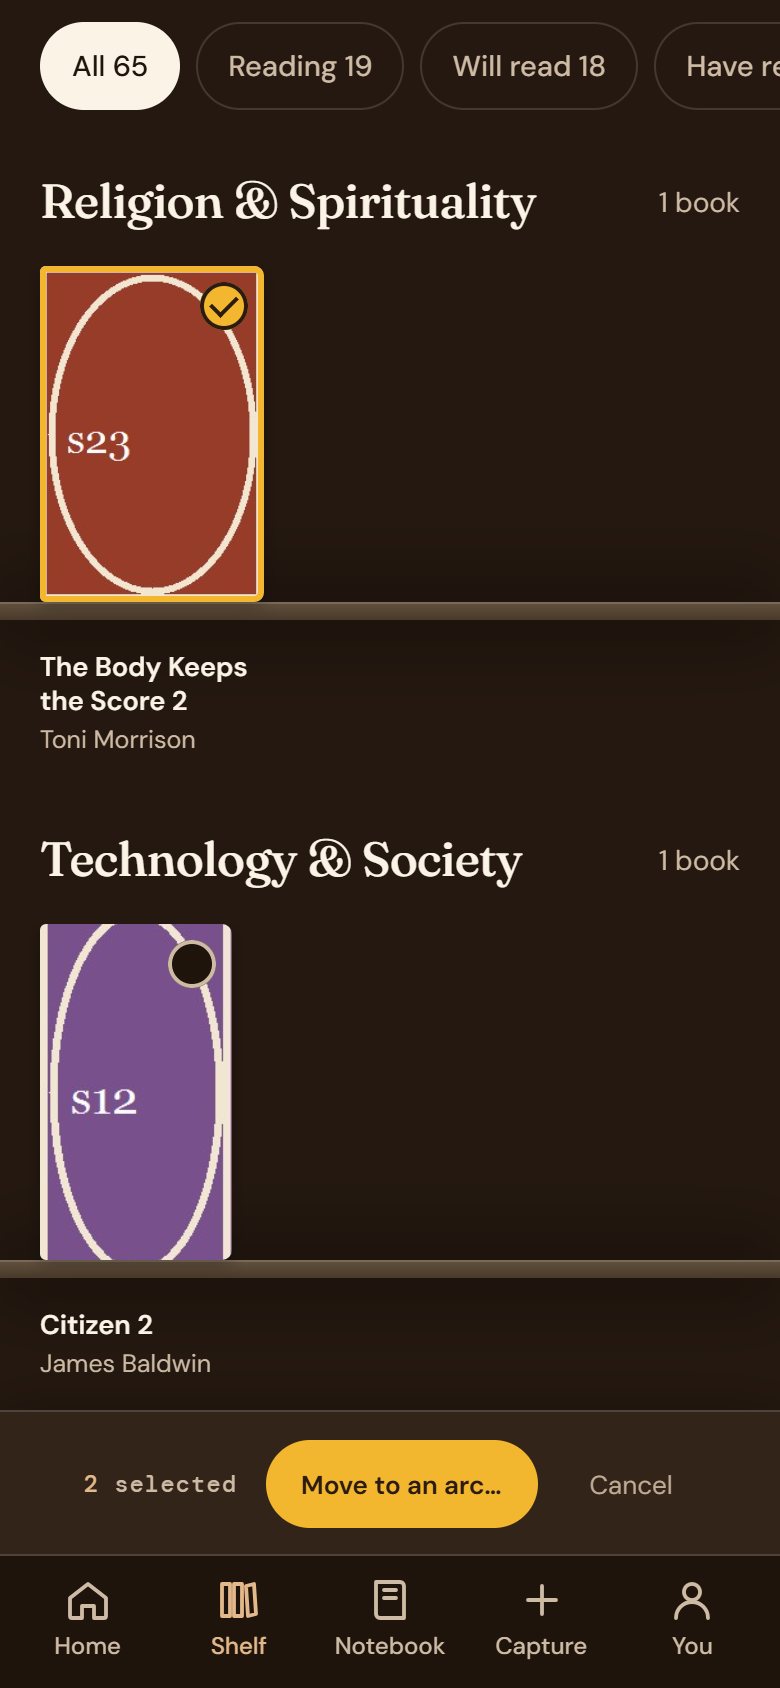 All 65
Reading 19
Will read 18
Have re
Religion & Spirituality
1 book
s23
The Body Keeps
the Score 2
Toni Morrison
Technology & Society
1 book
s12
Citizen 2
James Baldwin
2 selected
Move to an arc...
Cancel
Home
Shelf
Notebook
Capture
You